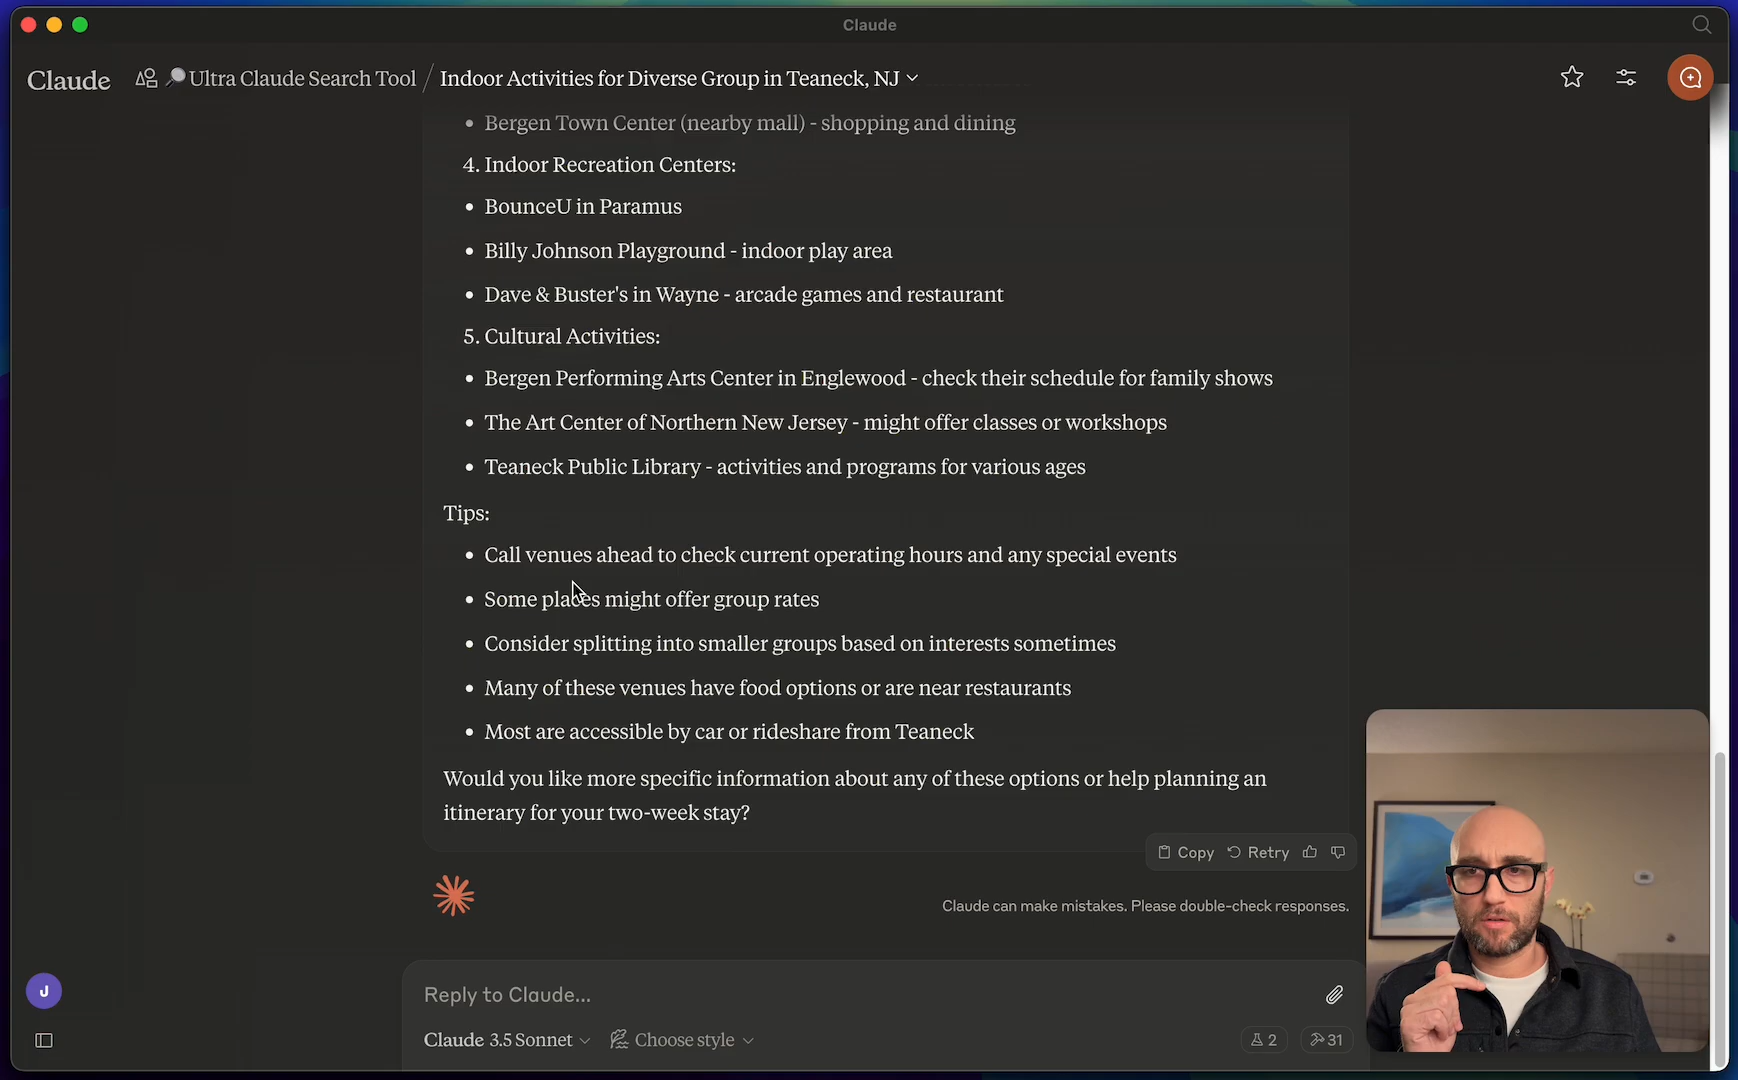 Claude
Claude
Ultra Claude Search Tool / Indoor Activities for Diverse Group in Teaneck, NJ
• Bergen Town Center (nearby mall) - shopping and dining
4. Indoor Recreation Centers:
• BounceU in Paramus
• Billy Johnson Playground - indoor play area
• Dave & Buster's in Wayne - arcade games and restaurant
5. Cultural Activities:
• Bergen Performing Arts Center in Englewood - check their schedule for family shows
• The Art Center of Northern New Jersey - might offer classes or workshops
• Teaneck Public Library - activities and programs for various ages
Tips:
• Call venues ahead to check current operating hours and any special events
• Some places might offer group rates
• Consider splitting into smaller groups based on interests sometimes
• Many of these venues have food options or are near restaurants
• Most are accessible by car or rideshare from Teaneck
Would you like more specific information about any of these options or help planning an
itinerary for your two-week stay?
Copy Retry
Claude can make mistakes. Please double-check responses.
J
Reply to Claude...
Claude 3.5 Sonnet Choose style 2 31